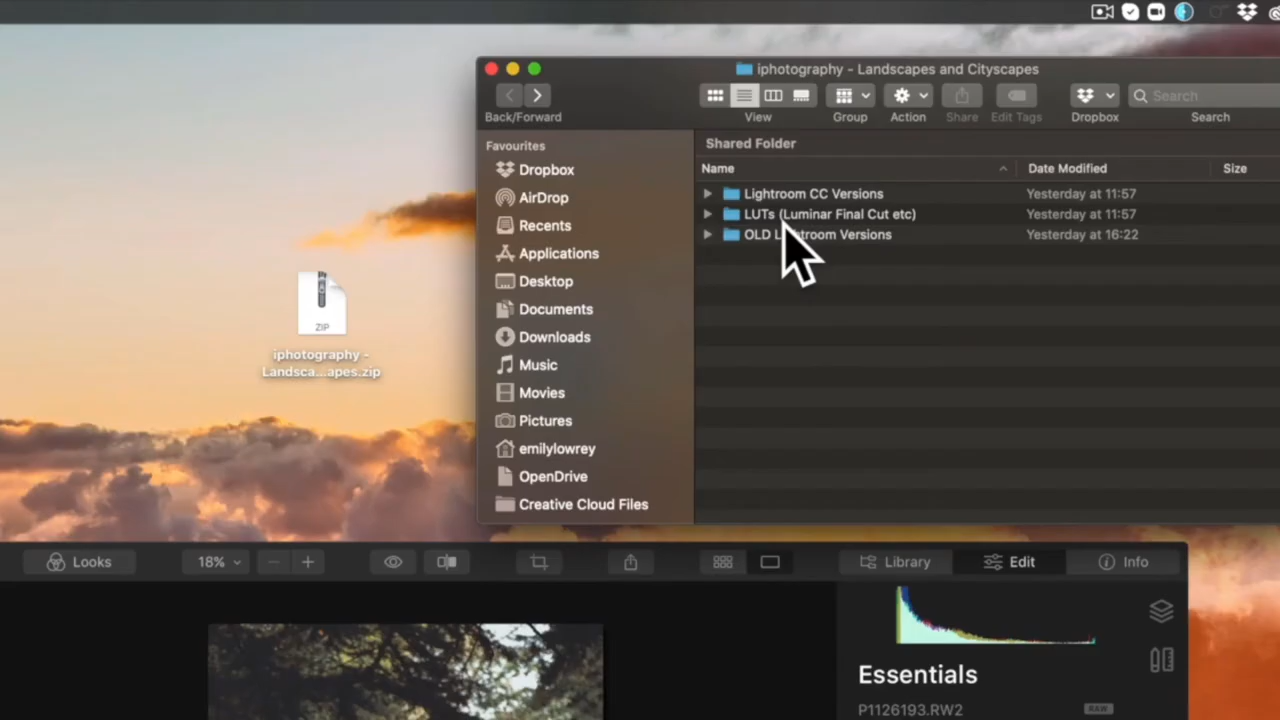 iphotography - Landscapes and Cityscapes
Back/Forward
View
Group
Action
Share
Edit Tags
Dropbox
Search
Search
Favourites
Dropbox
AirDrop
Recents
Applications
Desktop
Documents
Downloads
Music
Movies
Pictures
emilylowrey
OpenDrive
Creative Cloud Files
Shared Folder
Name Date Modified Size
Lightroom CC Versions Yesterday at 11:57
LUTs (Luminar Final Cut etc) Yesterday at 11:57
OLD Lightroom Versions Yesterday at 16:22
ZIP
iphotography -
Landsca...apes.zip
Looks
18%
Library
Edit
Info
Essentials
P1126193.RW2
RAW